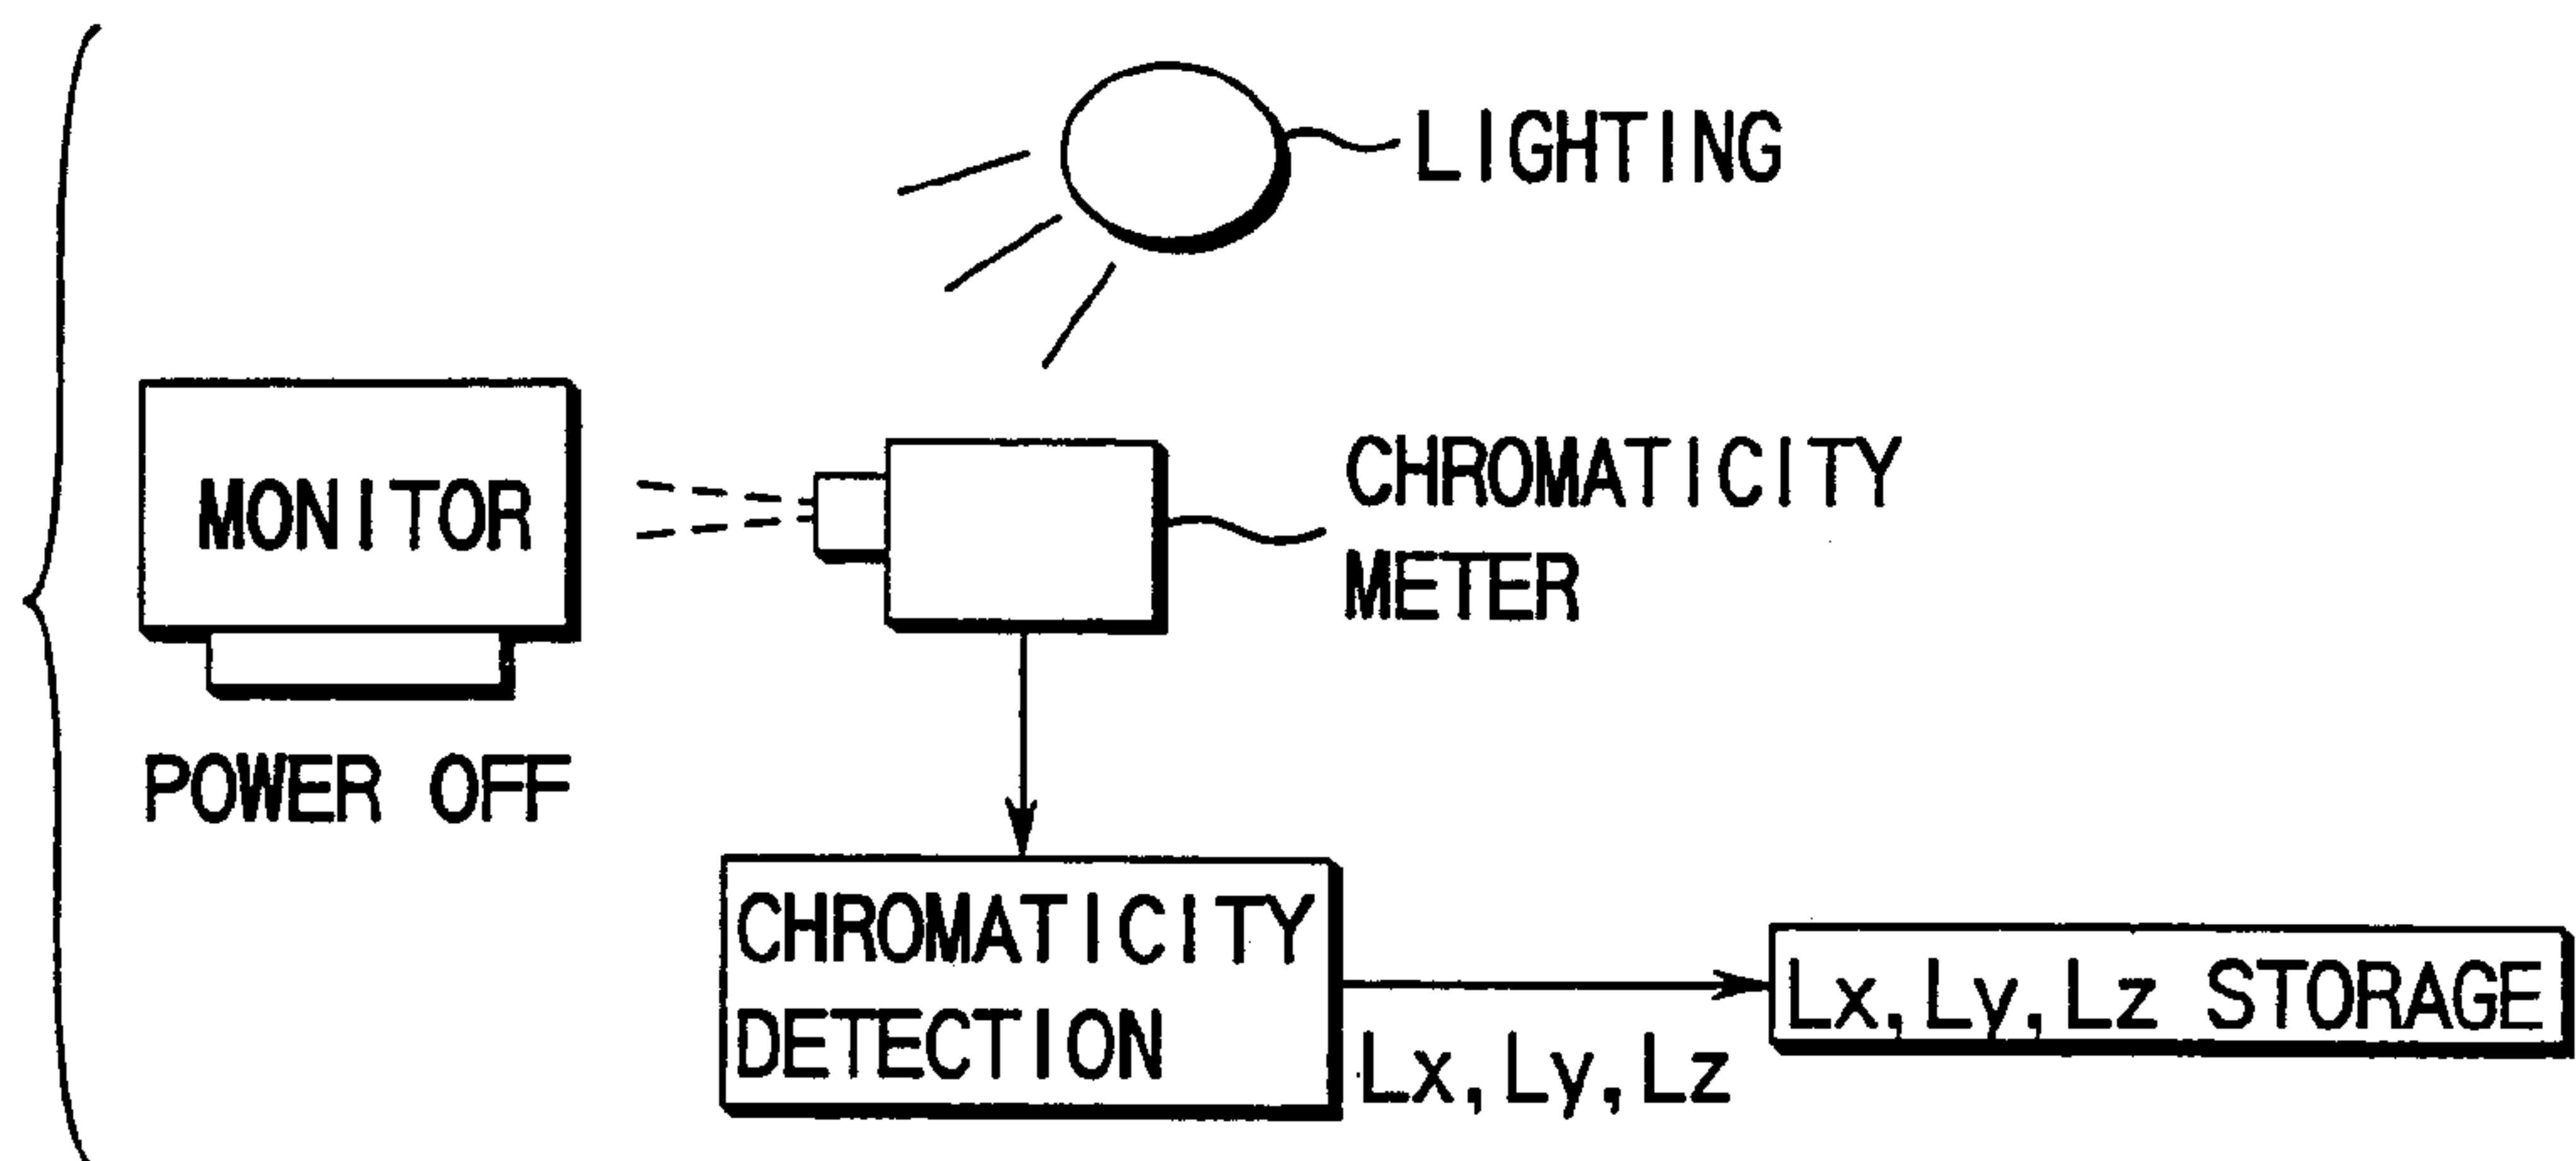 LIGHTING
MONITOR
CHROMATICITY
METER
POWER OFF
CHROMATICITY
DETECTION
Lx, Ly, Lz
Lx, Ly, Lz STORAGE